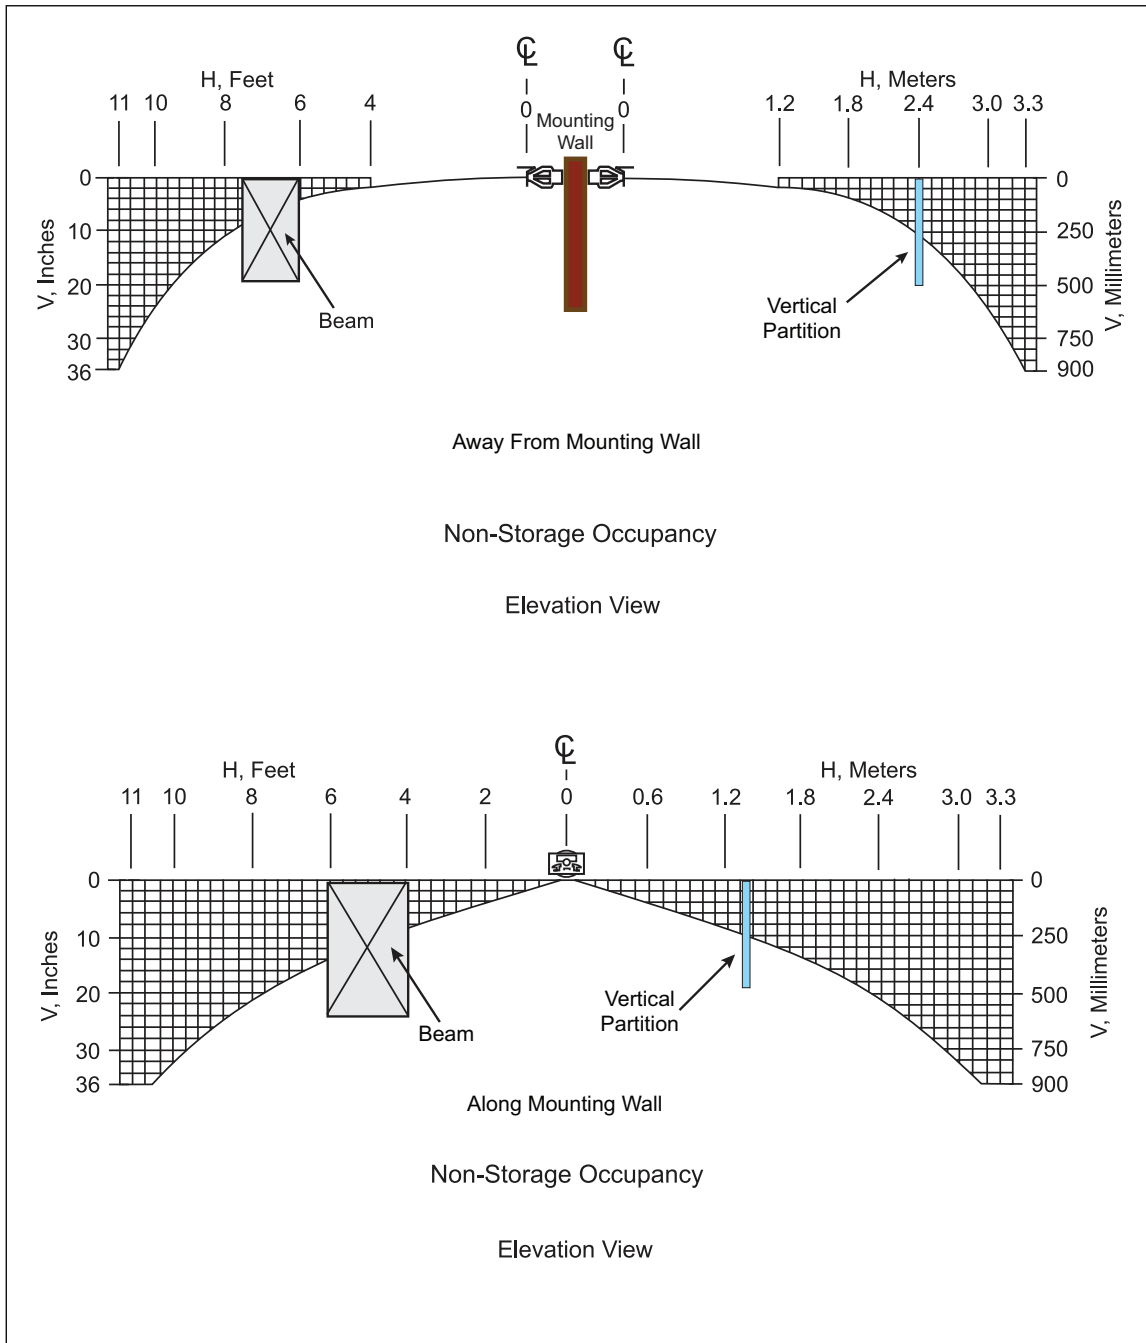 ℄ ℄
H, Feet H, Meters
11 10 8 6 4 0 0 1.2 1.8 2.4 3.0 3.3
Mounting
Wall
0 0
10 250
20 500
30 750
36 900
V, Inches
V, Millimeters
Beam
Vertical
Partition
Away From Mounting Wall
Non-Storage Occupancy
Elevation View
℄
H, Feet H, Meters
11 10 8 6 4 2 0 0.6 1.2 1.8 2.4 3.0 3.3
0 0
10 250
20 500
30 750
36 900
V, Inches
V, Millimeters
Beam
Vertical
Partition
Along Mounting Wall
Non-Storage Occupancy
Elevation View